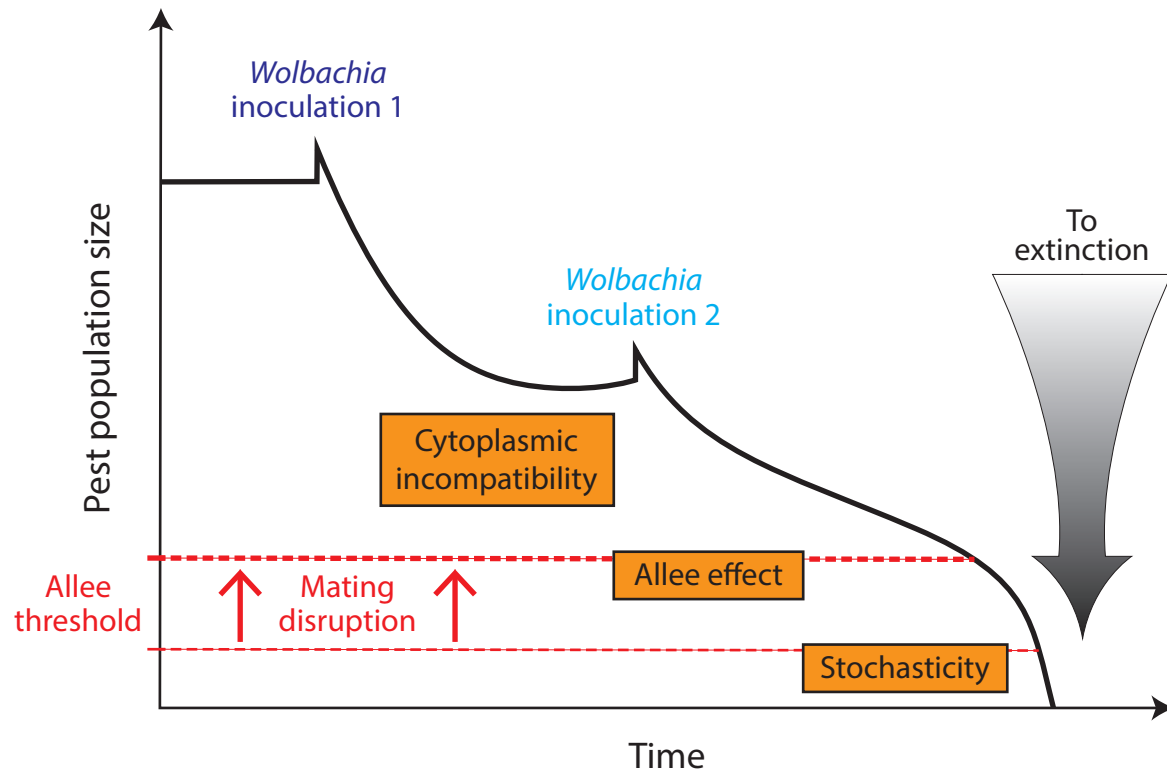 Wolbachia
inoculation 1
Wolbachia
inoculation 2
To
extinction
Pest population size
Cytoplasmic
incompatibility
Allee effect
Allee
threshold
Mating
disruption
Stochasticity
Time